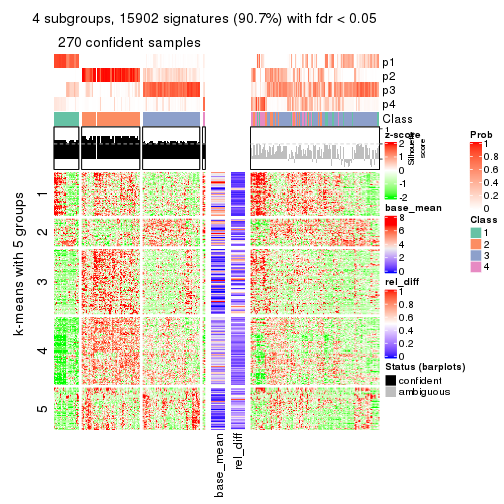 4 subgroups, 15902 signatures (90.7%) with fdr < 0.05
270 confident samples
p1
p2
p3
p4
Class
1
Silhouette
score
k-means with 5 groups
1
2
3
4
5
base_mean
rel_diff
z-score
2
1
0
-1
-2
base_mean
8
6
4
2
0
rel_diff
1
0.8
0.6
0.4
0.2
0
Status (barplots)
confident
ambiguous
Prob
1
0.8
0.6
0.4
0.2
0
Class
1
2
3
4